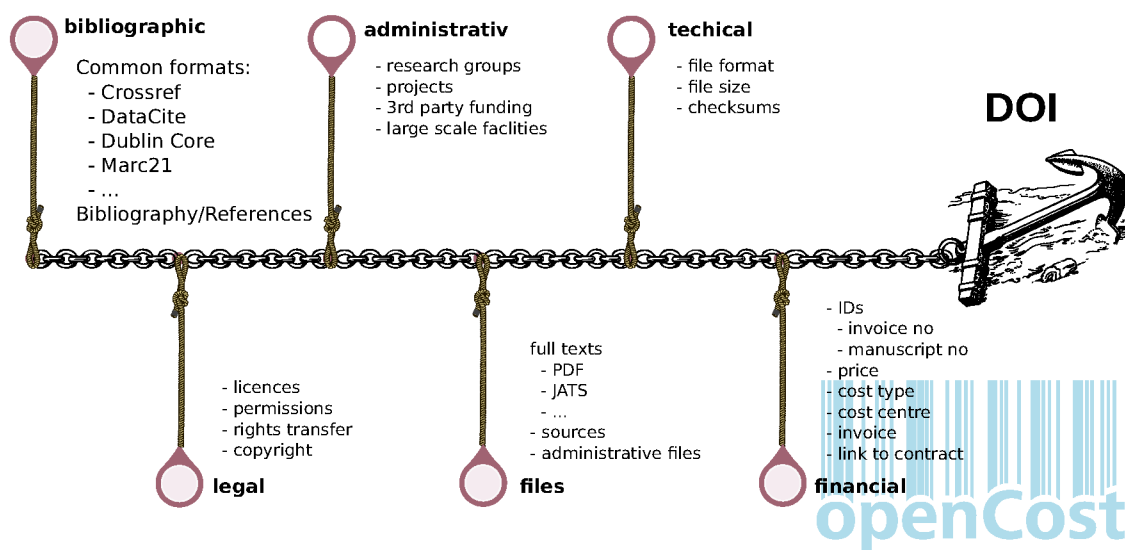 bibliographic
Common formats:
- Crossref
- DataCite
- Dublin Core
- Marc21
- ...
Bibliography/References
administrativ
- research groups
- projects
- 3rd party funding
- large scale faclities
techical
- file format
- file size
- checksums
DOI
- licences
- permissions
- rights transfer
- copyright
legal
full texts
- PDF
- JATS
- ...
- sources
- administrative files
files
- IDs
- invoice no
- manuscript no
- price
- cost type
- cost centre
- invoice
- link to contract
financial
openCost